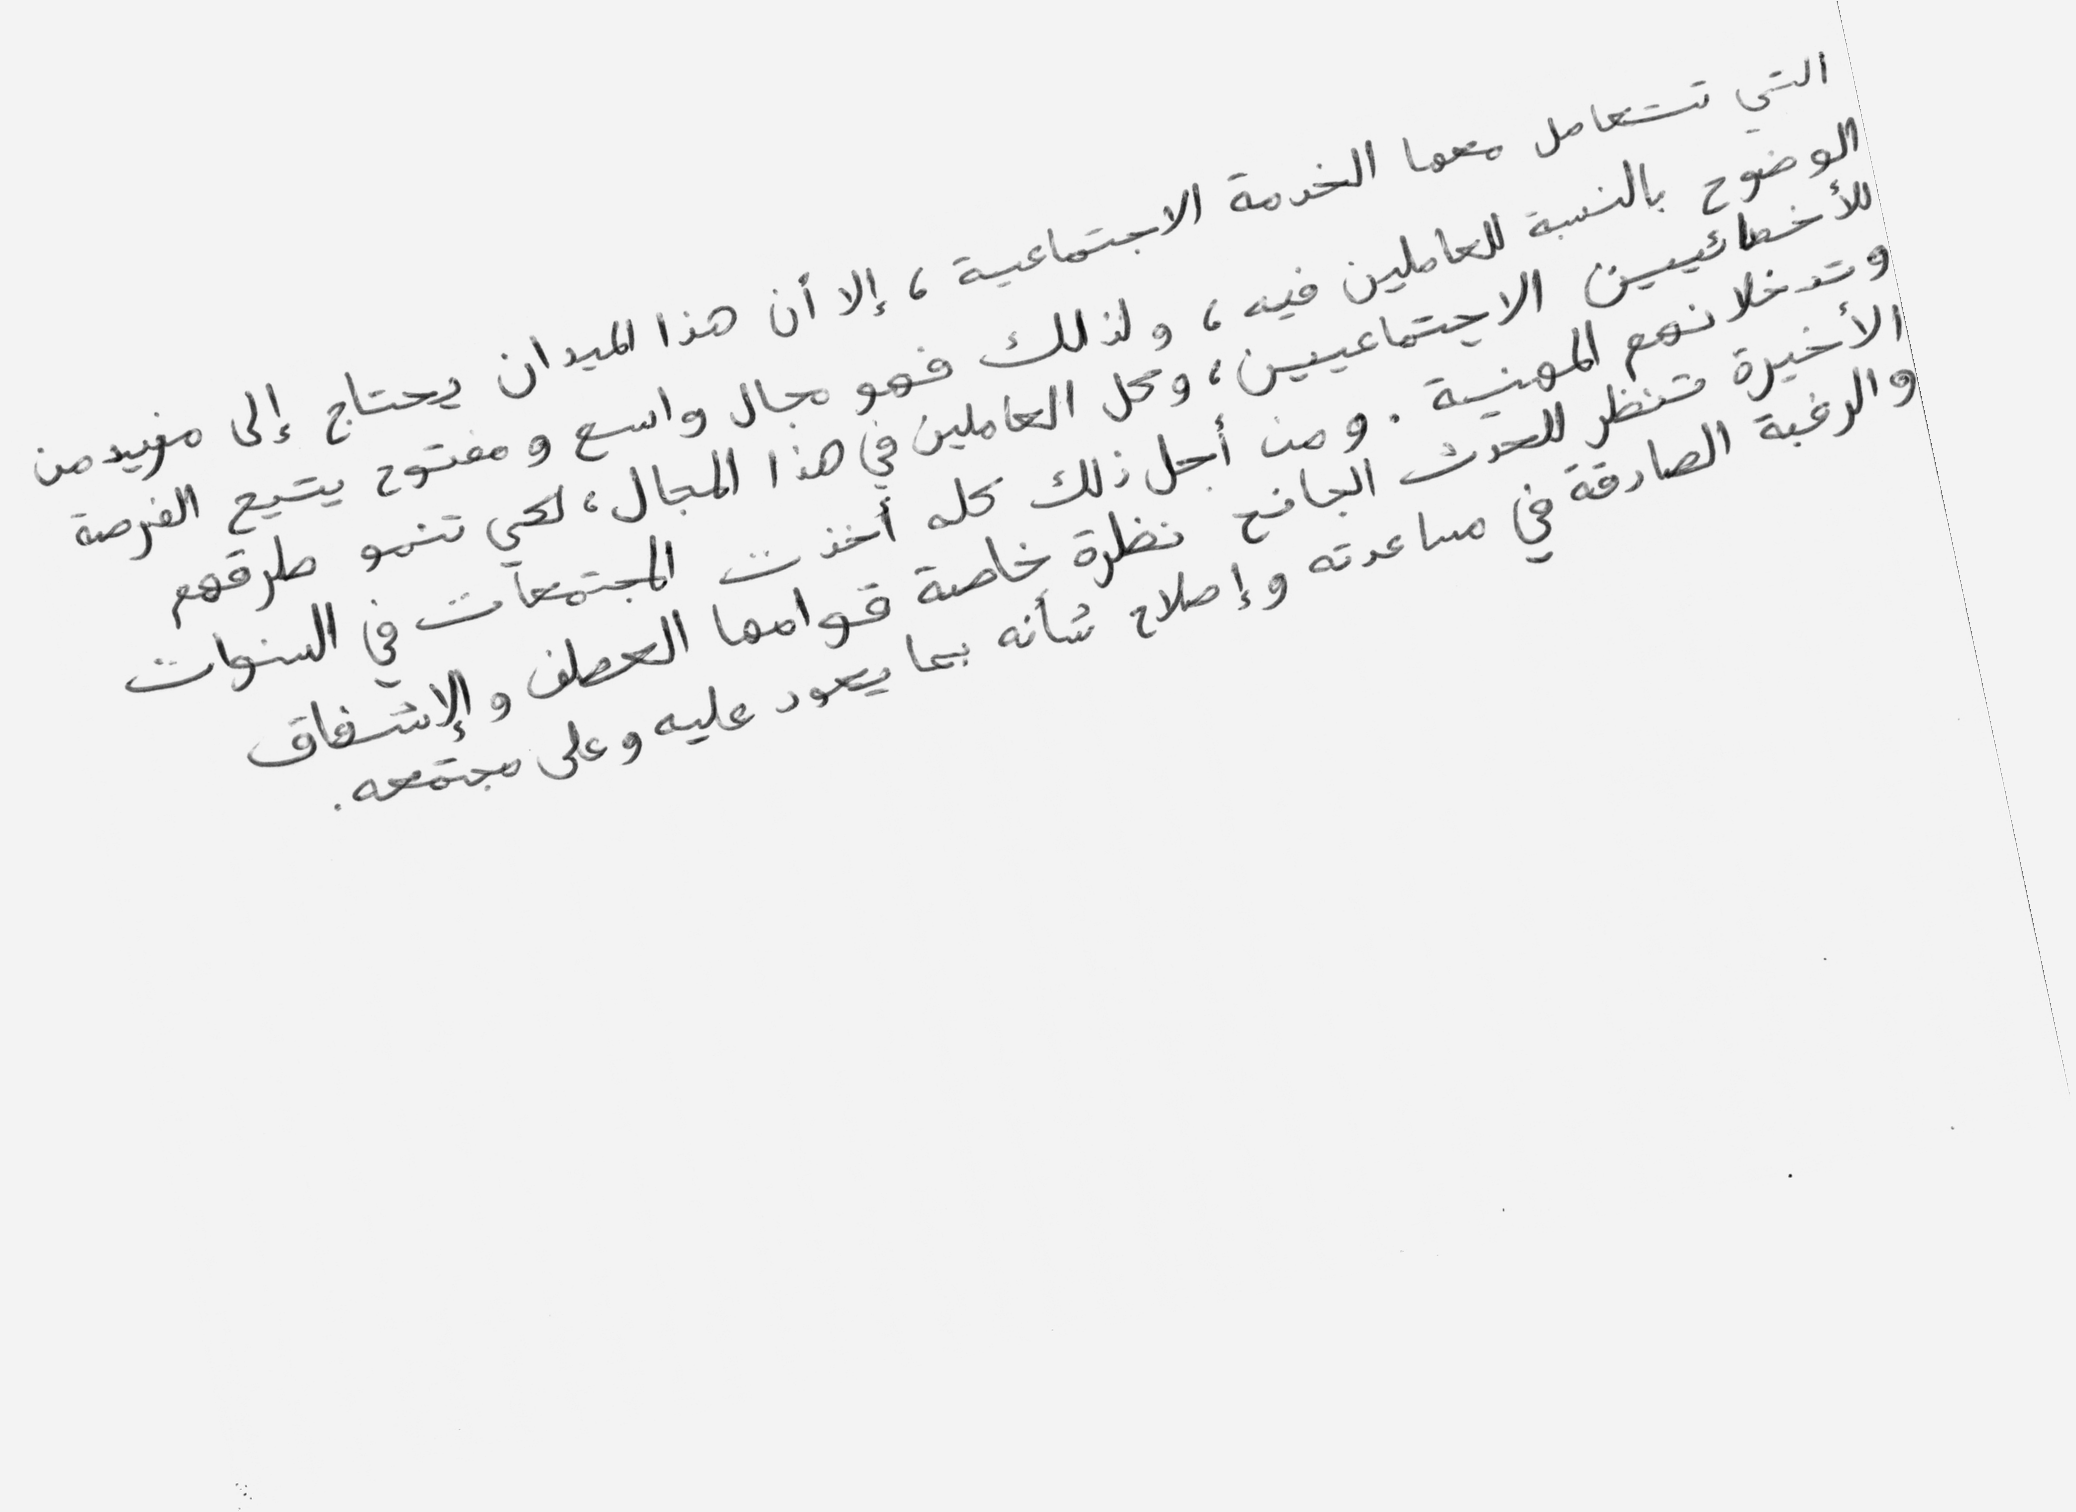 التي تتعامل معها الخدمة الاجتماعية ، إلا أن هذا الميدان يحتاج إلى مزيد من
الوضوح بالنسبة للعاملين فيه ، ولذلك فهو مجال واسع ومفتوح يتيح الفرصة
للأخصائيين الاجتماعيين ، وكل العاملين في هذا المجال ، لكي تنمو طرقهم
وتدخلاتهم المهنية . ومن أجل ذلك كله أخذت المجتمعات في السنوات
الأخيرة تنظر للحدث الجانح نظرة خاصة قوامها العطف والإشفاق
والرغبة الصادقة في مساعدته وإصلاح شأنه بما يعود عليه وعلى مجتمعه .